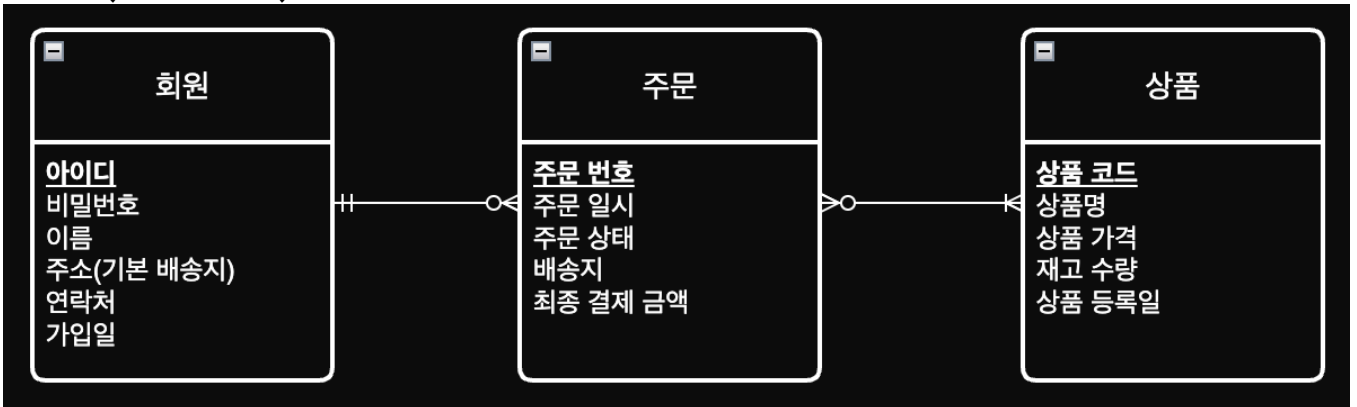 회원
아이디
비밀번호
이름
주소(기본 배송지)
연락처
가입일
주문
주문 번호
주문 일시
주문 상태
배송지
최종 결제 금액
상품
상품 코드
상품명
상품 가격
재고 수량
상품 등록일